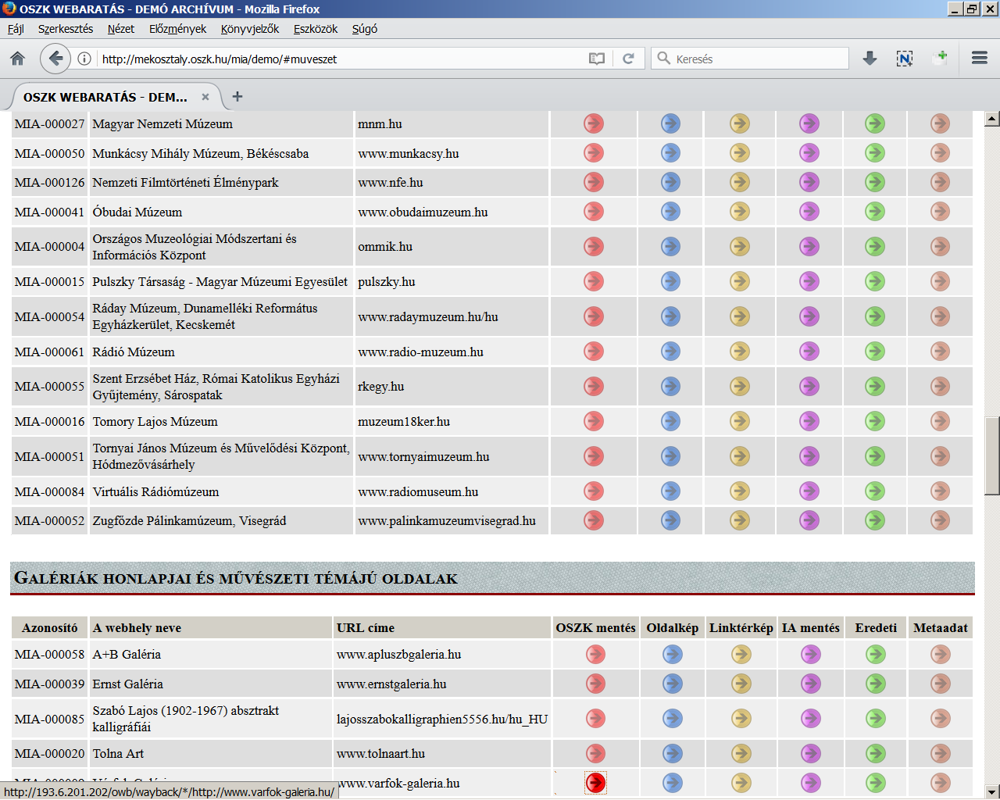 OSZK WEBARATÁS - DEMÓ ARCHÍVUM - Mozilla Firefox
Fájl Szerkesztés Nézet Előzmények Könyvjelzők Eszközök Súgó
http://mekosztaly.oszk.hu/mia/demo/#muveszet Keresés
OSZK WEBARATÁS - DEM...
MIA-000027 Magyar Nemzeti Múzeum mnm.hu
MIA-000050 Munkácsy Mihály Múzeum, Békéscsaba www.munkacsy.hu
MIA-000126 Nemzeti Filmtörténeti Élménypark www.nfe.hu
MIA-000041 Óbudai Múzeum www.obudaimuzeum.hu
MIA-000004 Országos Muzeológiai Módszertani és
Információs Központ ommik.hu
MIA-000015 Pulszky Társaság - Magyar Múzeumi Egyesület pulszky.hu
MIA-000054 Ráday Múzeum, Dunamelléki Református
Egyházkerület, Kecskemét www.radaymuzeum.hu/hu
MIA-000061 Rádió Múzeum www.radio-muzeum.hu
MIA-000055 Szent Erzsébet Ház, Római Katolikus Egyházi
Gyűjtemény, Sárospatak rkegy.hu
MIA-000016 Tomory Lajos Múzeum muzeum18ker.hu
MIA-000051 Tornyai János Múzeum és Művelődési Központ,
Hódmezővásárhely www.tornyaimuzeum.hu
MIA-000084 Virtuális Rádiómúzeum www.radiomuseum.hu
MIA-000052 Zugfőzde Pálinkamúzeum, Visegrád www.palinkamuzeumvisegrad.hu
Galériák honlapjai és művészeti témájú oldalak
Azonosító A webhely neve URL címe OSZK mentés Oldalkép Linktérkép IA mentés Eredeti Metaadat
MIA-000058 A+B Galéria www.apluszbgaleria.hu
MIA-000039 Ernst Galéria www.ernstgaleria.hu
MIA-000085 Szabó Lajos (1902-1967) absztrakt
kalligráfiái lajosszabokalligraphien5556.hu/hu_HU
MIA-000020 Tolna Art www.tolnaart.hu
www.varfok-galeria.hu
http://193.6.201.202/owb/wayback/*/http://www.varfok-galeria.hu/